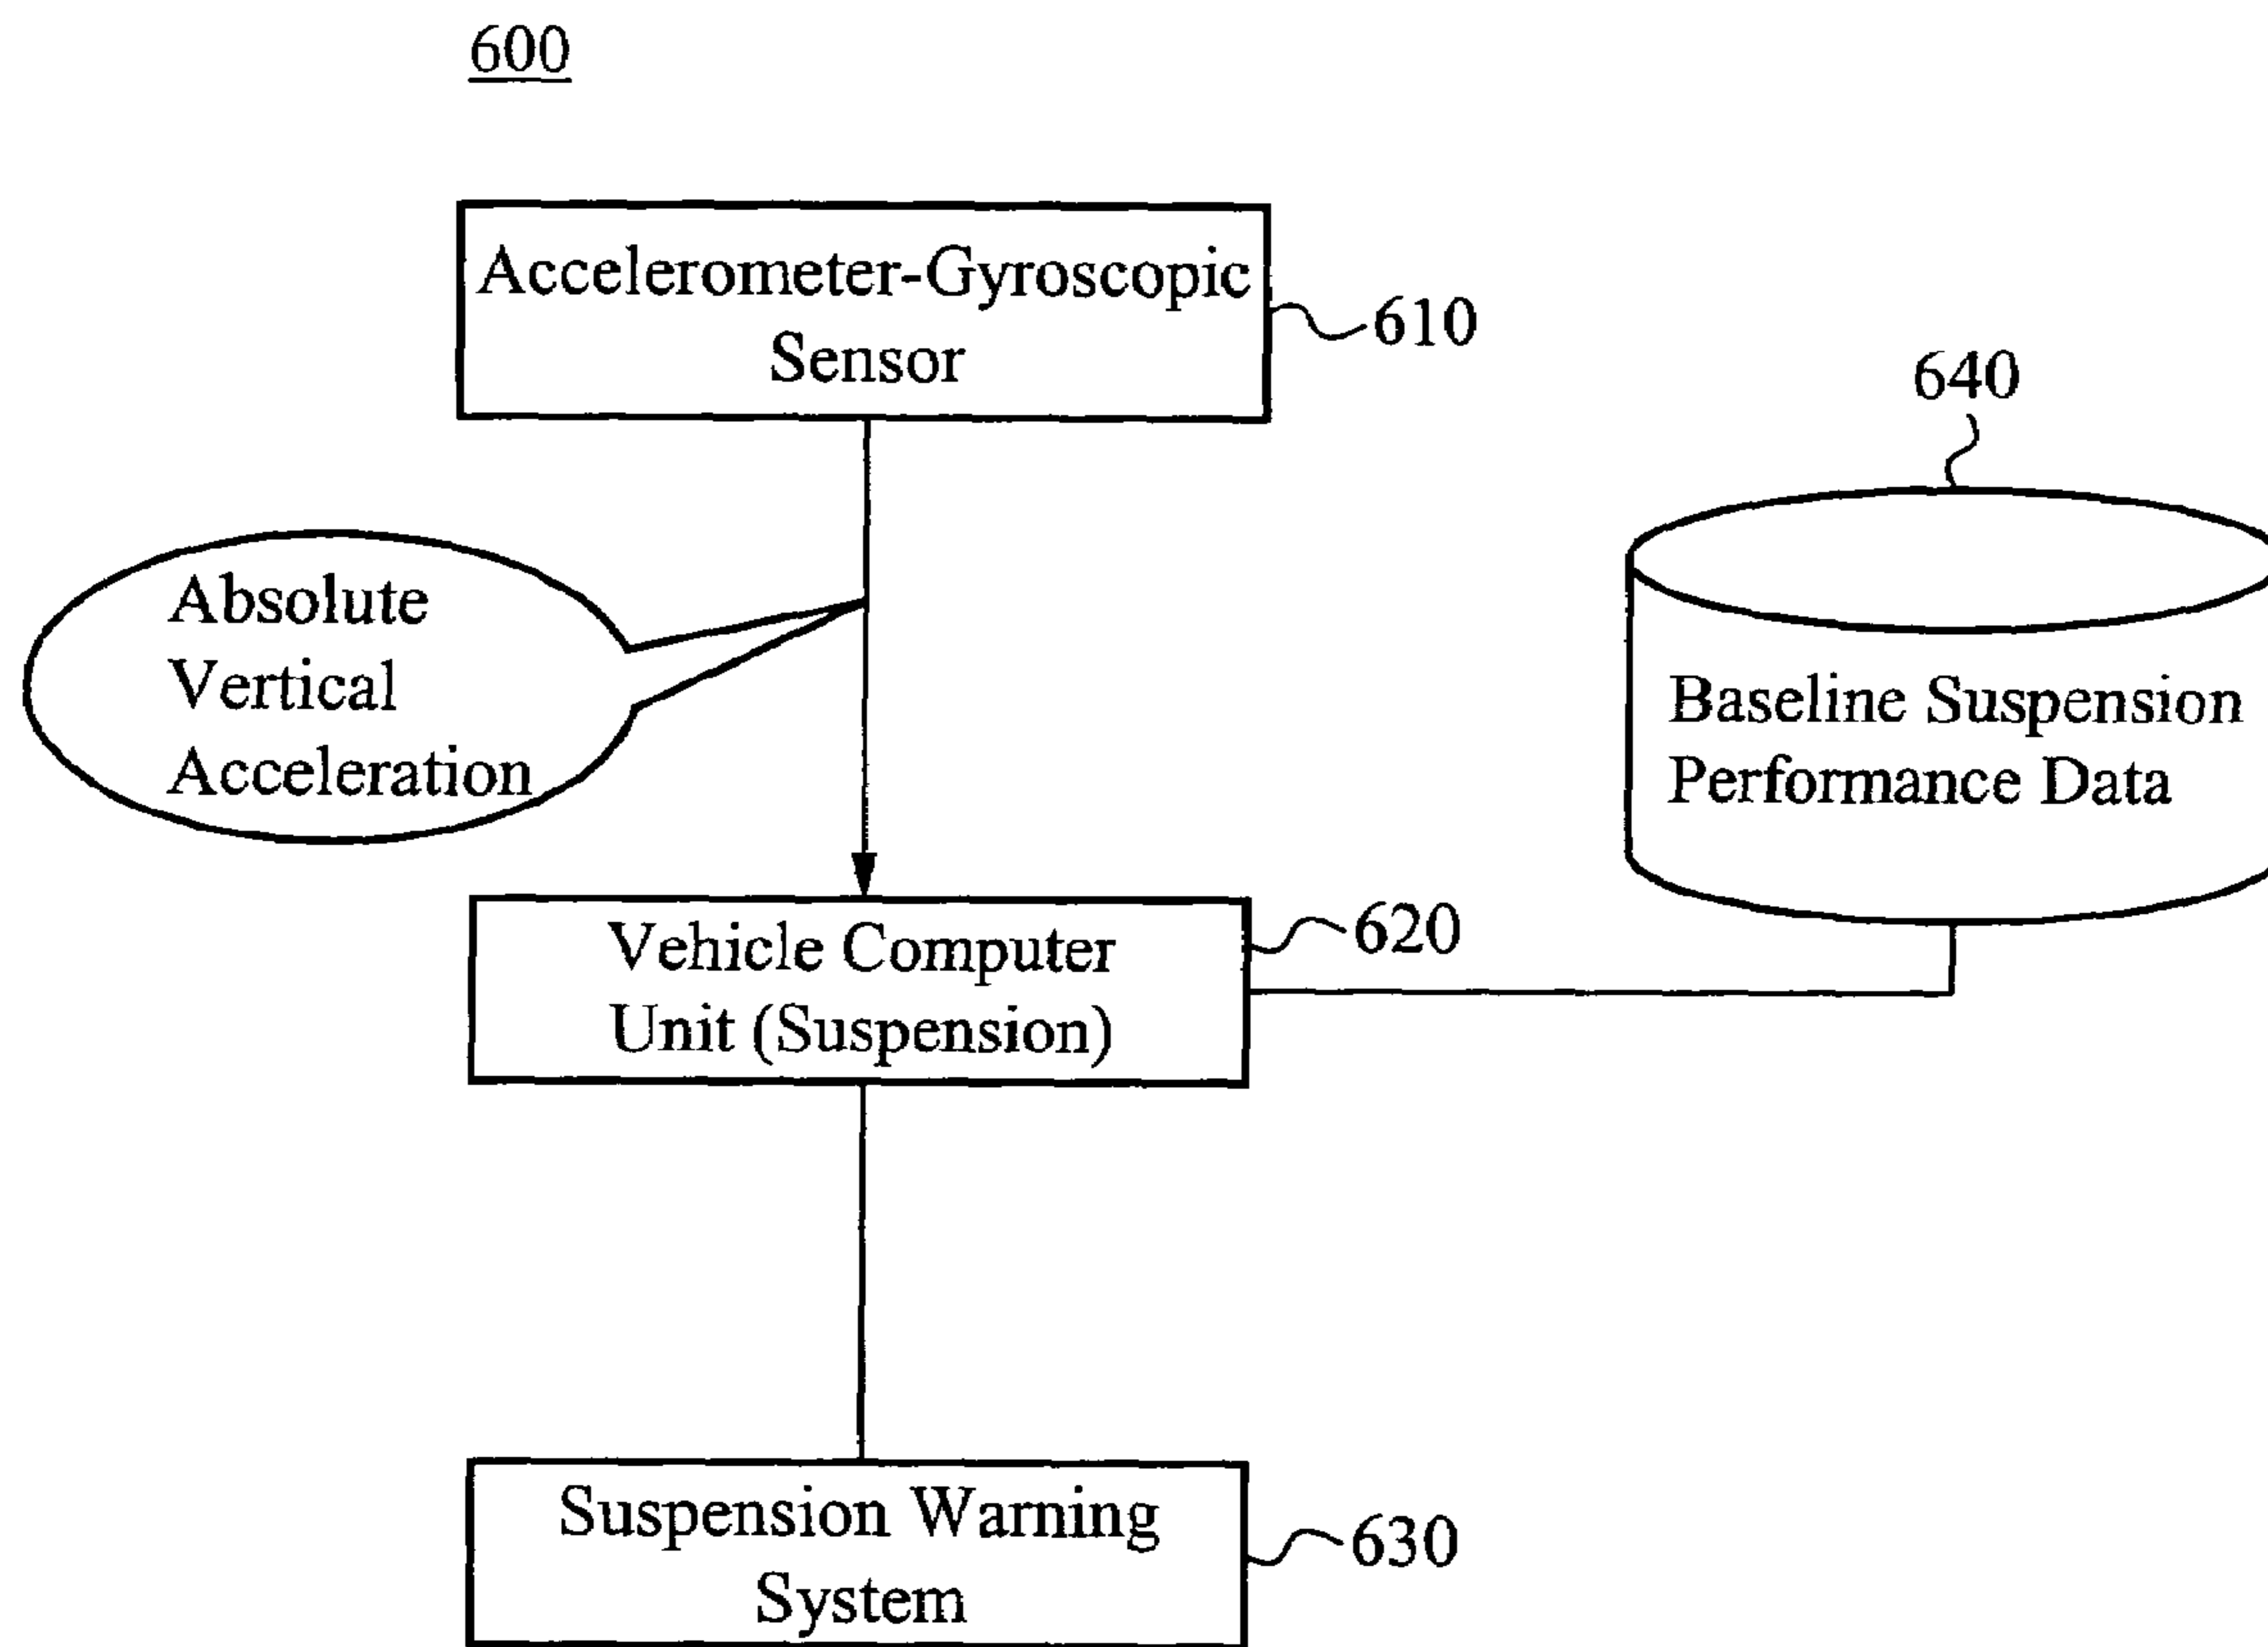 600
Accelerometer-Gyroscopic
Sensor
610
640
Absolute
Vertical
Acceleration
Baseline Suspension
Performance Data
Vehicle Computer
Unit (Suspension)
620
Suspension Warning
System
630